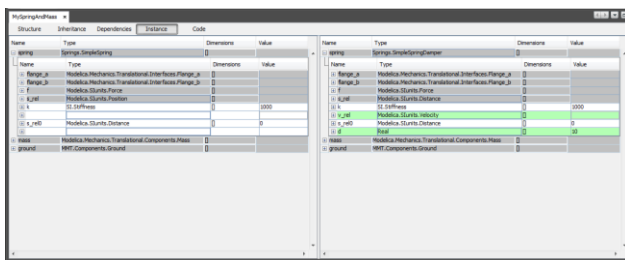 MySpringAndMass ×
Structure Inheritance Dependencies Instance Code
Name Type Dimensions Value
spring Springs.SimpleSpring []
Name Type Dimensions Value
flange_a Modelica.Mechanics.Translational.Interfaces.Flange_a []
flange_b Modelica.Mechanics.Translational.Interfaces.Flange_b []
f Modelica.SIunits.Force []
s_rel Modelica.SIunits.Position []
k SI.Stiffness [] 1000
[]
s_rel0 Modelica.SIunits.Distance [] 0
[]
mass Modelica.Mechanics.Translational.Components.Mass []
ground MMT.Components.Ground []
Name Type Dimensions Value
spring Springs.SimpleSpringDamper []
Name Type Dimensions Value
flange_a Modelica.Mechanics.Translational.Interfaces.Flange_a []
flange_b Modelica.Mechanics.Translational.Interfaces.Flange_b []
f Modelica.SIunits.Force []
s_rel Modelica.SIunits.Distance []
k SI.Stiffness [] 1000
v_rel Modelica.SIunits.Velocity []
s_rel0 Modelica.SIunits.Distance [] 0
d Real [] 10
mass Modelica.Mechanics.Translational.Components.Mass []
ground MMT.Components.Ground []